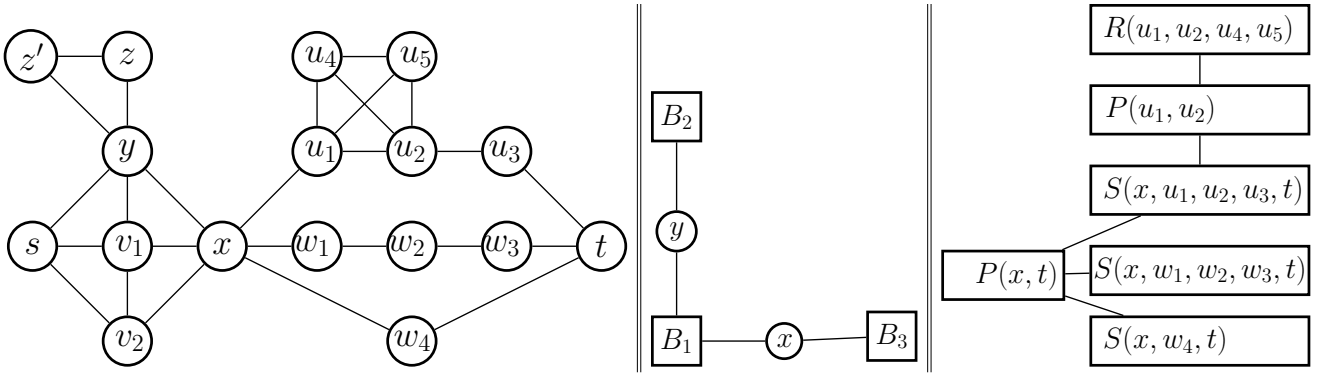 z′ z
u₄ u₅
y
u₁ u₂ u₃
s v₁ x w₁ w₂ w₃ t
v₂
w₄
B₂
y
B₁ x B₃
R(u₁, u₂, u₄, u₅)
P(u₁, u₂)
S(x, u₁, u₂, u₃, t)
P(x, t)
S(x, w₁, w₂, w₃, t)
S(x, w₄, t)